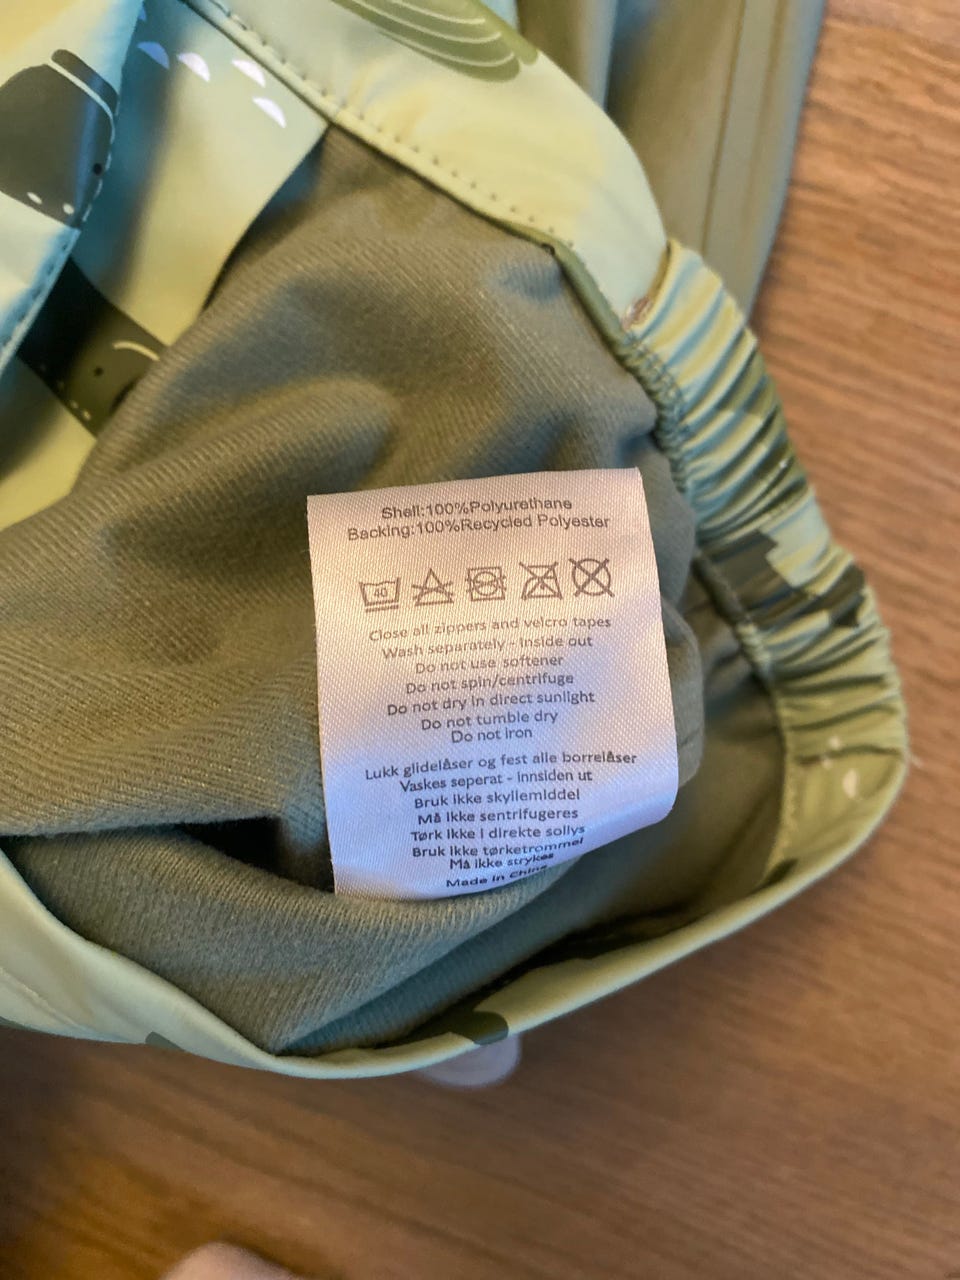 Shell:100%Polyurethane
Backing:100%Recycled Polyester
40
Close all zippers and velcro tapes
Wash separately - Inside out
Do not use softener
Do not spin/centrifuge
Do not dry in direct sunlight
Do not tumble dry
Do not iron
Lukk glidelåser og fest alle borrelåser
Vaskes seperat - innsiden ut
Bruk ikke skyllemiddel
Må ikke sentrifugeres
Tørk ikke i direkte sollys
Bruk ikke tørketrommel
Må ikke strykes
Made in China